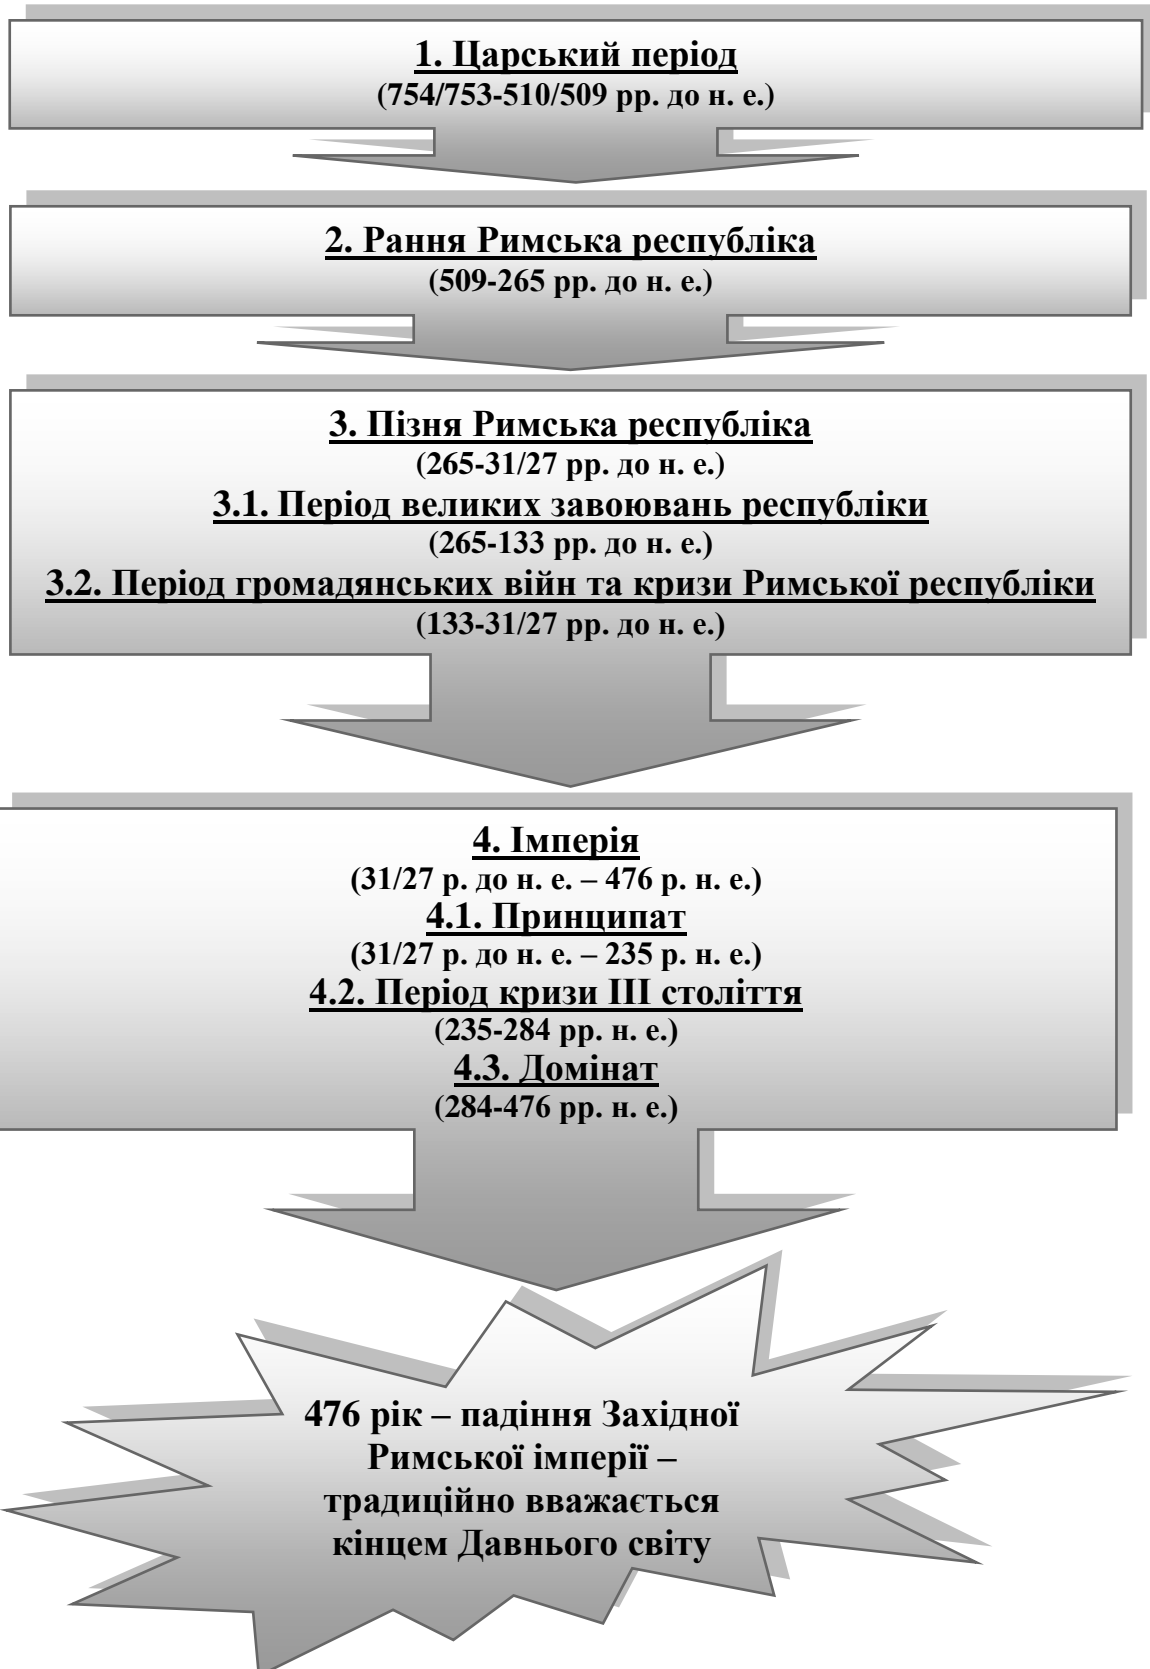 1. Царський період
(754/753-510/509 рр. до н. е.)
2. Рання Римська республіка
(509-265 рр. до н. е.)
3. Пізня Римська республіка
(265-31/27 рр. до н. е.)
3.1. Період великих завоювань республіки
(265-133 рр. до н. е.)
3.2. Період громадянських війн та кризи Римської республіки
(133-31/27 рр. до н. е.)
4. Імперія
(31/27 р. до н. е. – 476 р. н. е.)
4.1. Принципат
(31/27 р. до н. е. – 235 р. н. е.)
4.2. Період кризи III століття
(235-284 рр. н. е.)
4.3. Домінат
(284-476 рр. н. е.)
476 рік – падіння Західної
Римської імперії –
традиційно вважається
кінцем Давнього світу